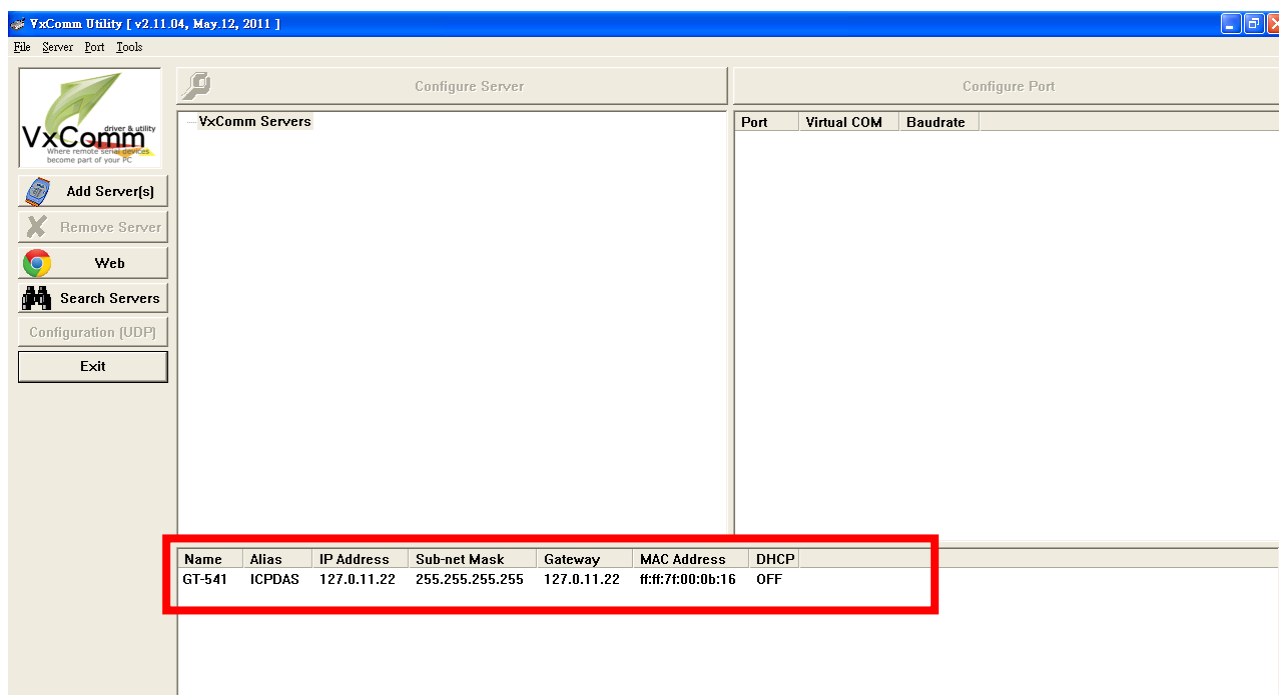 VxComm Utility [ v2.11.04, May.12, 2011 ]
File Server Port Tools
VxComm driver & utility
Where remote serial devices
become part of your PC
Configure Server
Configure Port
VxComm Servers
Port Virtual COM Baudrate
Add Server(s)
Remove Server
Web
Search Servers
Configuration (UDP)
Exit
Name Alias IP Address Sub-net Mask Gateway MAC Address DHCP
GT-541 ICPDAS 127.0.11.22 255.255.255.255 127.0.11.22 ff:ff:7f:00:0b:16 OFF